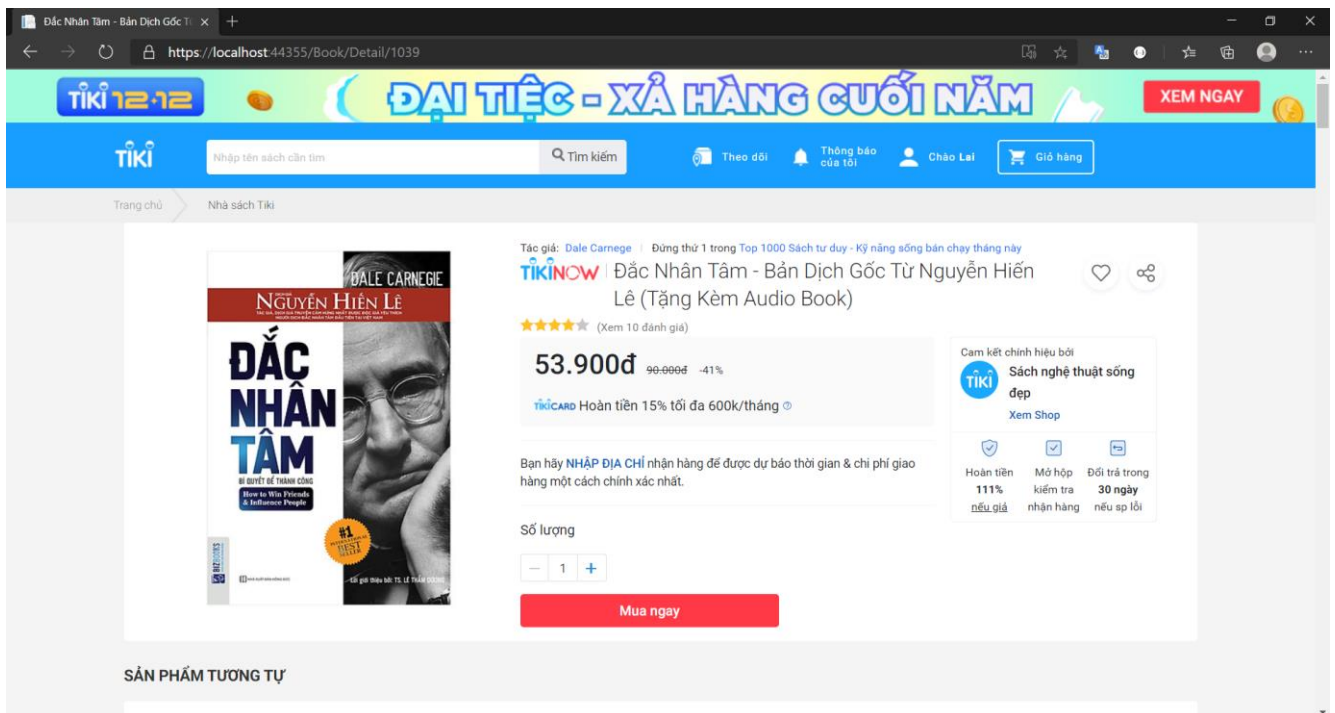 Đắc Nhân Tâm - Bản Dịch Gốc T
https://localhost:44355/Book/Detail/1039
TIKI 12.12
ĐẠI TIỆC - XẢ HÀNG CUỐI NĂM
XEM NGAY
TIKI
Nhập tên sách cần tìm
Tìm kiếm
Theo dõi
Thông báo
của tôi
Chào Lai
Giỏ hàng
Trang chủ
Nhà sách Tiki
DALE CARNEGIE
NGUYỄN HIẾN LÊ
ĐẮC
NHÂN
TÂM
BÍ QUYẾT ĐỂ THÀNH CÔNG
How to Win Friends
& Influence People
#1
INTERNATIONAL
BEST
SELLER
BIZBOOKS
Tác giả: Dale Carnege
Đứng thứ 1 trong Top 1000 Sách tư duy - Kỹ năng sống bán chạy tháng này
TIKINOW
Đắc Nhân Tâm - Bản Dịch Gốc Từ Nguyễn Hiến
Lê (Tặng Kèm Audio Book)
(Xem 10 đánh giá)
53.900đ 90.000đ -41%
TIKICARD Hoàn tiền 15% tối đa 600k/tháng
Bạn hãy NHẬP ĐỊA CHỈ nhận hàng để được dự báo thời gian & chi phí giao
hàng một cách chính xác nhất.
Số lượng
1
Mua ngay
Cam kết chính hiệu bởi
TIKI
Sách nghệ thuật sống
đẹp
Xem Shop
Hoàn tiền
111%
nếu giả
Mở hộp
kiểm tra
nhận hàng
Đổi trả trong
30 ngày
nếu sp lỗi
SẢN PHẨM TƯƠNG TỰ